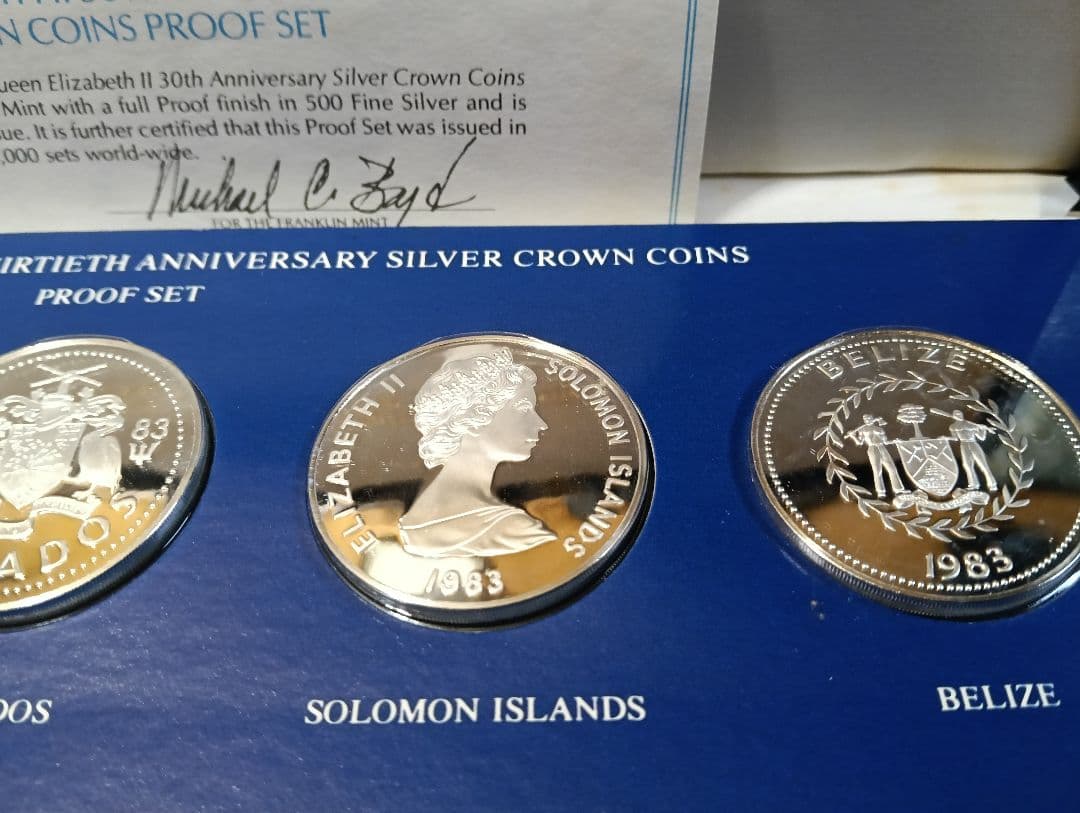 N COINS PROOF SET
ueen Elizabeth II 30th Anniversary Silver Crown Coins
Mint with a full Proof finish in 500 Fine Silver and is
ue. It is further certified that this Proof Set was issued in
,000 sets world-wide.
Michael C. Boyd
FOR THE FRANKLIN MINT
IRTIETH ANNIVERSARY SILVER CROWN COINS
PROOF SET
83
ADOS
ELIZABETH II
SOLOMON ISLANDS
1983
BELIZE
1983
DOS
SOLOMON ISLANDS
BELIZE